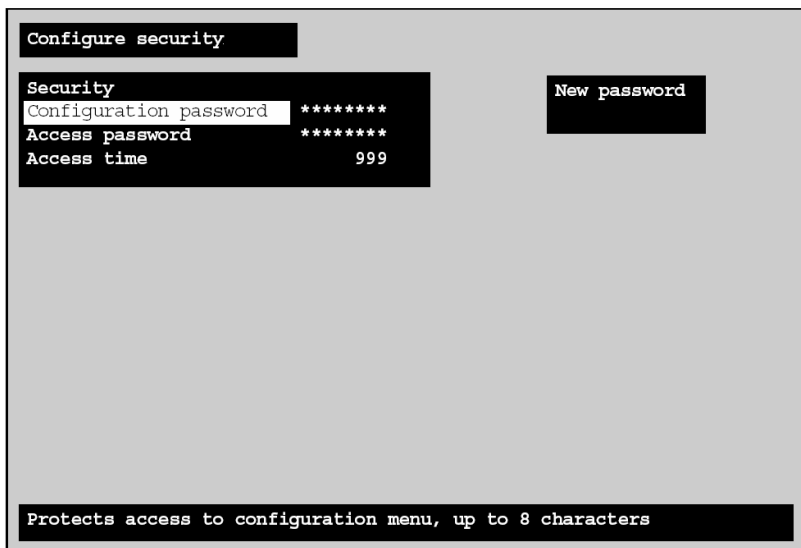 Configure security
Security
Configuration password ********
Access password ********
Access time 999
New password
Protects access to configuration menu, up to 8 characters